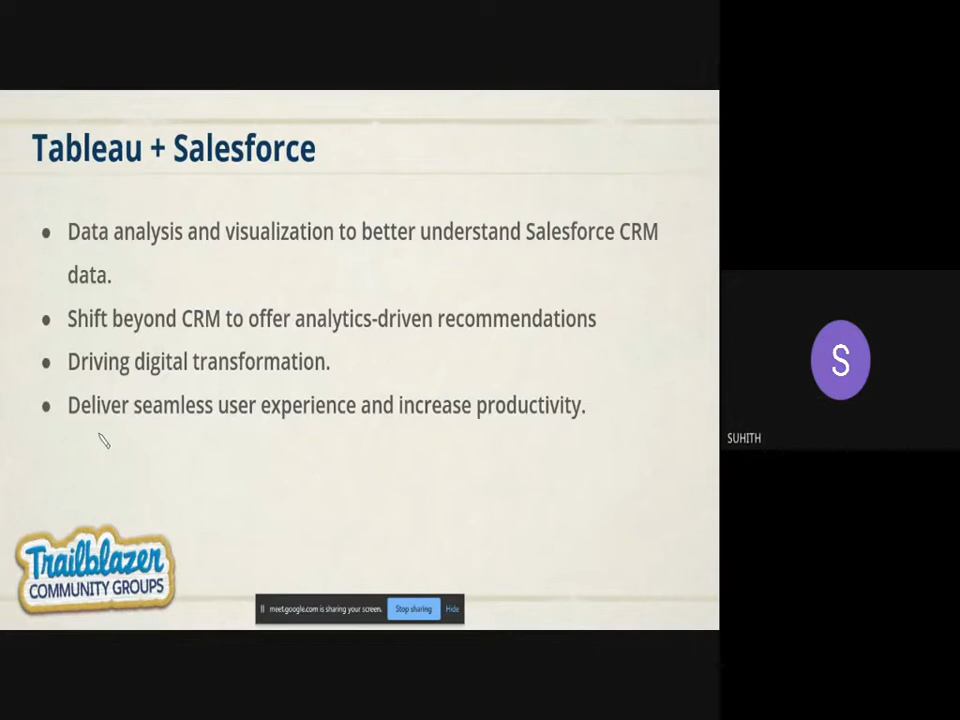 Tableau + Salesforce
● Data analysis and visualization to better understand Salesforce CRM
data.
● Shift beyond CRM to offer analytics-driven recommendations
● Driving digital transformation.
● Deliver seamless user experience and increase productivity.
S
SUHITH
Trailblazer
COMMUNITY GROUPS
meet.google.com is sharing your screen. Stop sharing Hide